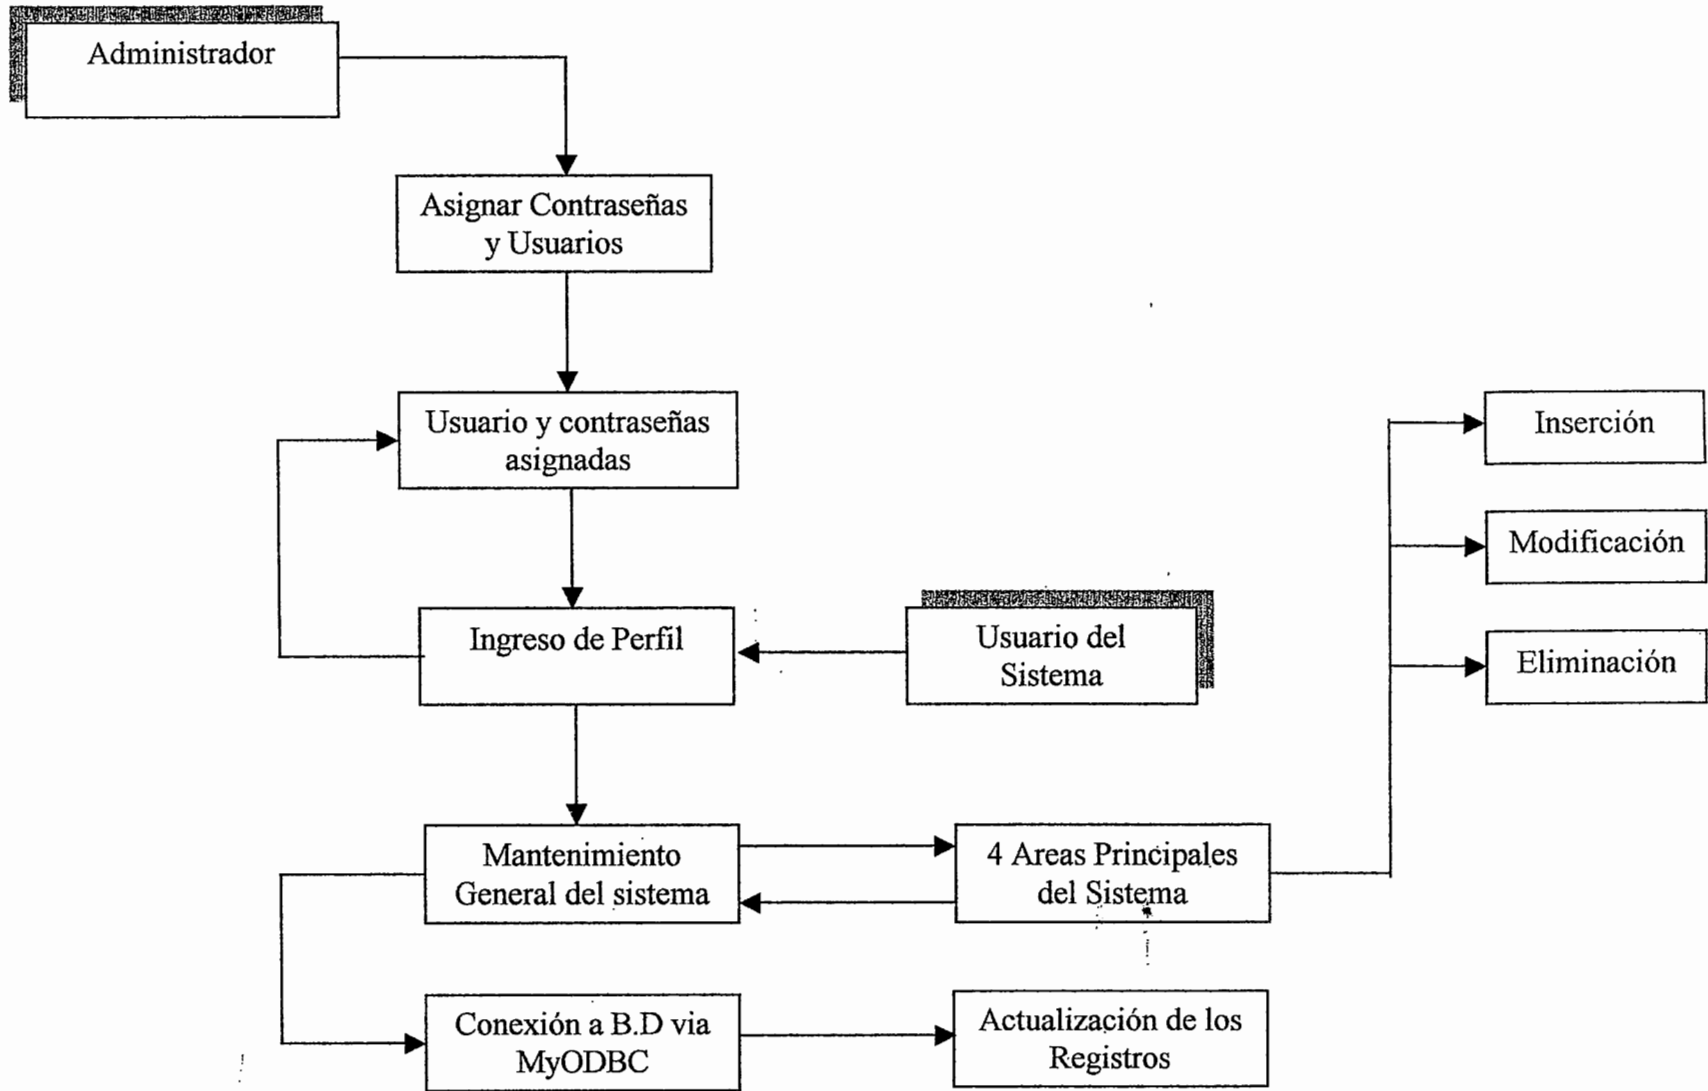 Administrador
Asignar Contraseñas
y Usuarios
Usuario y contraseñas
asignadas
Inserción
Modificación
Ingreso de Perfil
Usuario del
Sistema
Eliminación
Mantenimiento
General del sistema
4 Areas Principales
del Sistema
Conexión a B.D via
MyODBC
Actualización de los
Registros